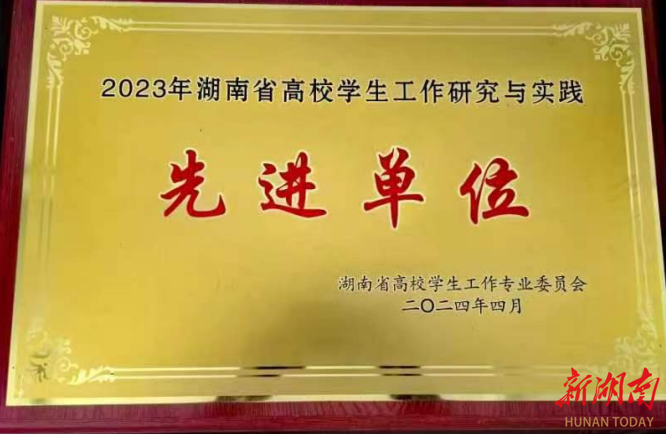 2023年湖南省高校学生工作研究与实践
先进单位
湖南省高校学生工作专业委员会
二〇二四年四月
新湖南
HUNAN TODAY